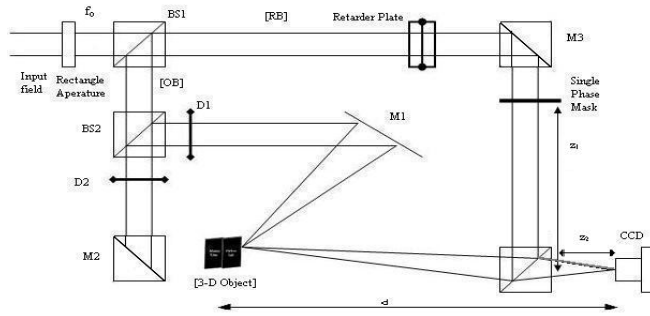 f₀
BS1
[RB]
Retarder Plate
M3
Input
field
Rectangle
Aperature
[OB]
D1
Single
Phase
Mask
M1
BS2
z₁
D2
z₂
CCD
M2
[3-D Object]
d